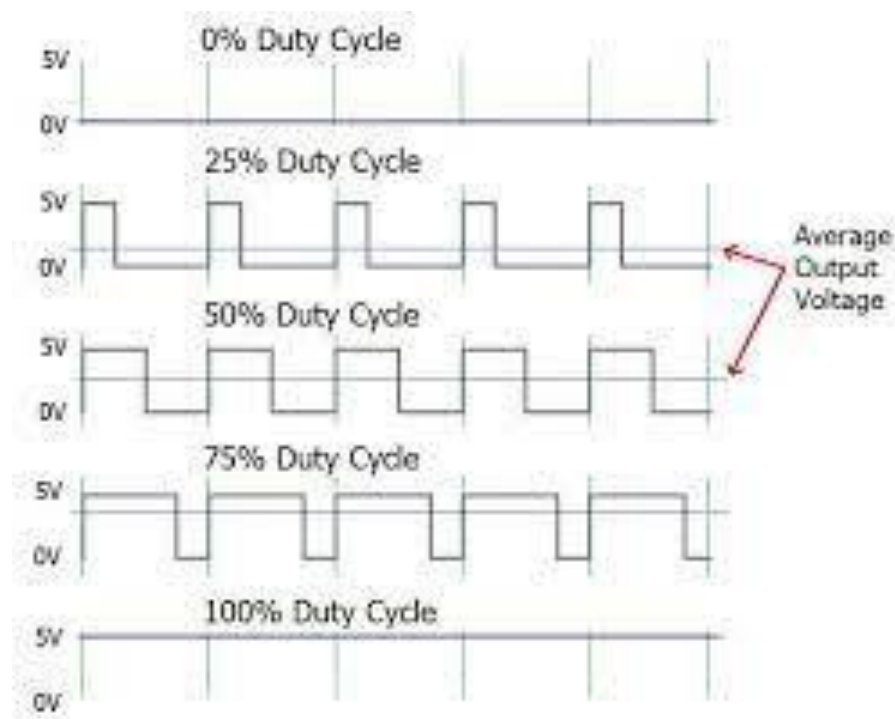 0% Duty Cycle
5V
0V
25% Duty Cycle
5V
0V
Average
Output
Voltage
50% Duty Cycle
5V
0V
75% Duty Cycle
5V
0V
100% Duty Cycle
5V
0V